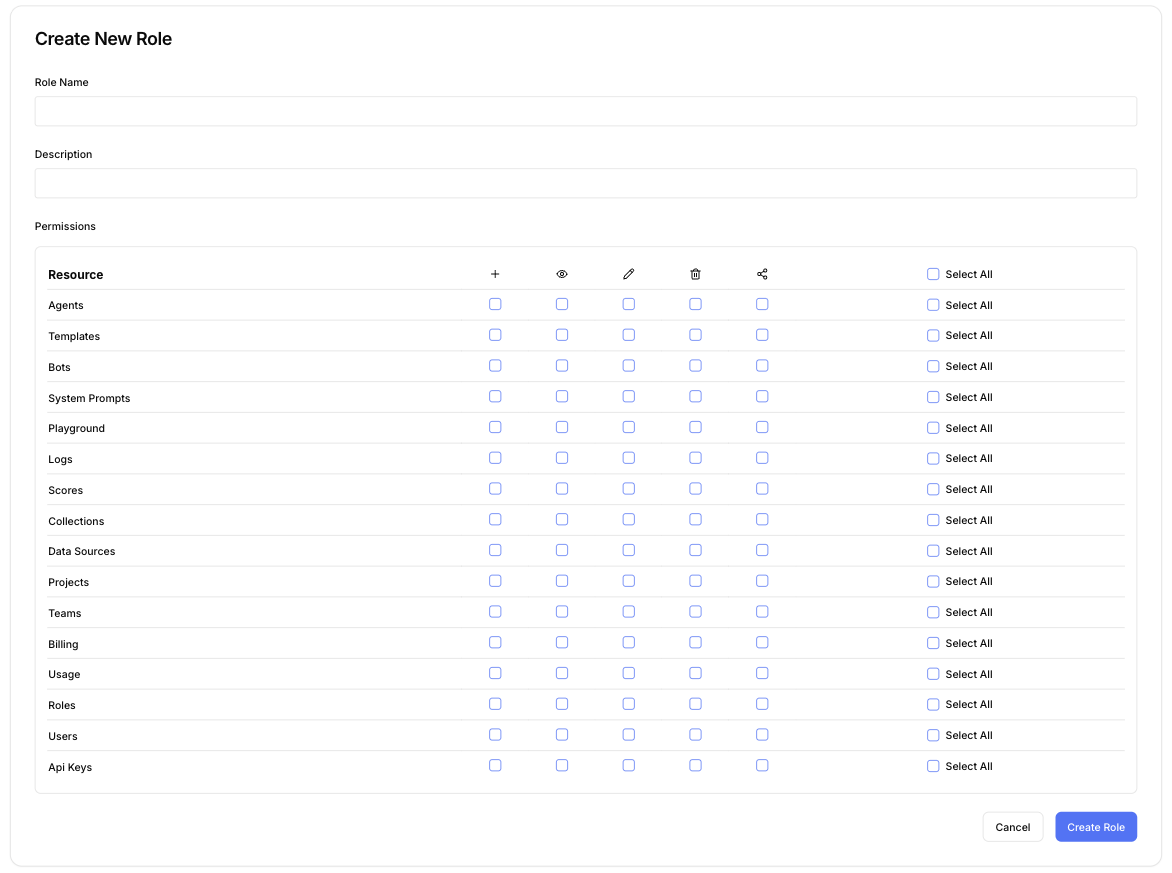 Create New Role
Role Name
Description
Permissions
Resource Select All
Agents Select All
Templates Select All
Bots Select All
System Prompts Select All
Playground Select All
Logs Select All
Scores Select All
Collections Select All
Data Sources Select All
Projects Select All
Teams Select All
Billing Select All
Usage Select All
Roles Select All
Users Select All
Api Keys Select All
Cancel Create Role